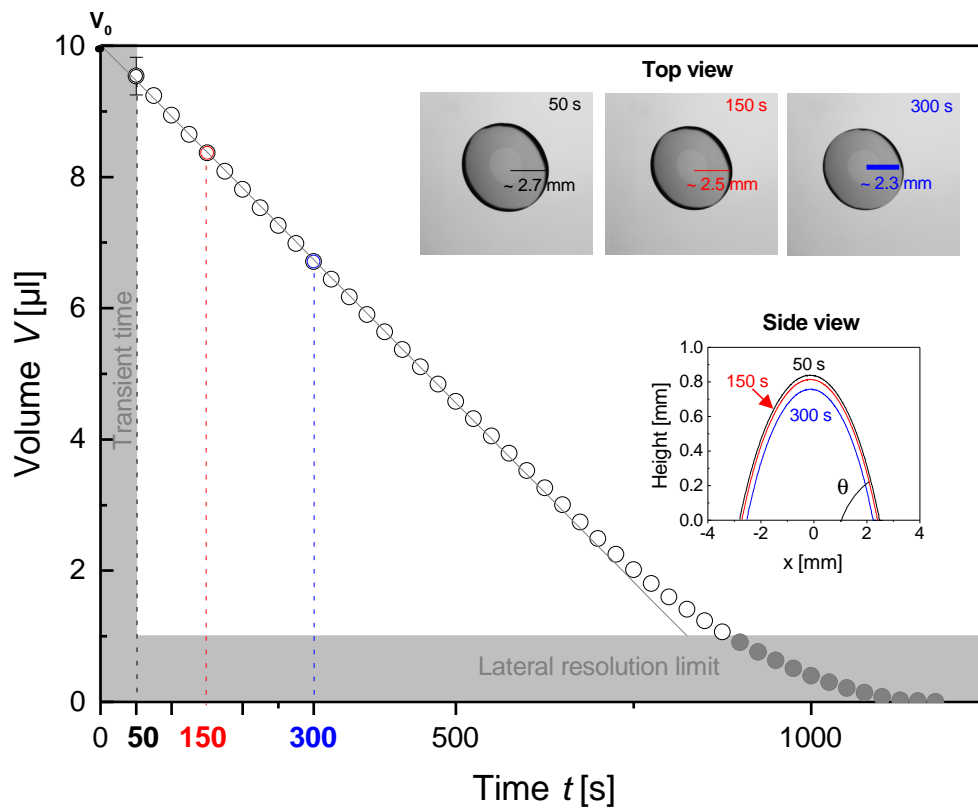 V0
10
8
6
4
2
0
Volume V [µl]
Transient time
Top view
50 s
~ 2.7 mm
150 s
~ 2.5 mm
300 s
~ 2.3 mm
Side view
1.0
0.8
0.6
0.4
0.2
0.0
Height [mm]
50 s
150 s
300 s
θ
-4 -2 0 2 4
x [mm]
Lateral resolution limit
0 50 150 300 500 1000
Time t [s]